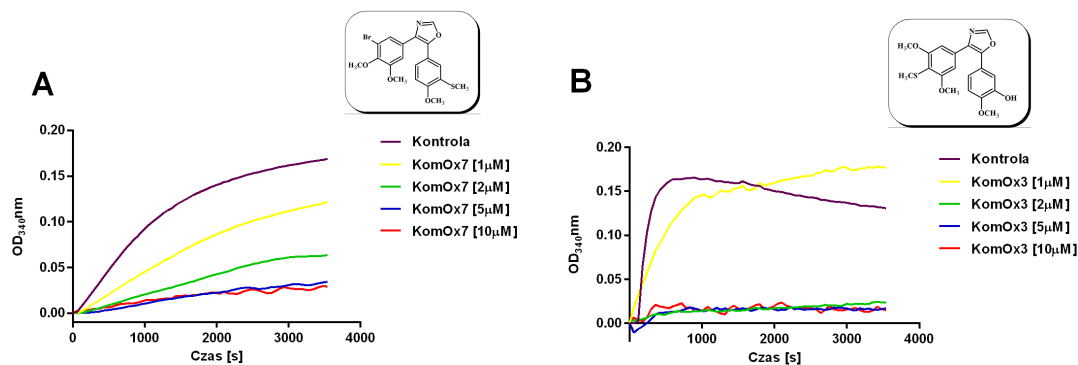 A
Br
N
O
CH₃O
OCH₃
SCH₃
OCH₃
Kontrola
KomOx7 [1μM]
KomOx7 [2μM]
KomOx7 [5μM]
KomOx7 [10μM]
OD₃₄₀nm
0.20
0.15
0.10
0.05
0.00
0
1000
2000
3000
4000
Czas [s]
B
N
O
OCH₃
H₃CS
OCH₃
OH
OCH₃
Kontrola
KomOx3 [1μM]
KomOx3 [2μM]
KomOx3 [5μM]
KomOx3 [10μM]
OD₃₄₀nm
0.20
0.15
0.10
0.05
0.00
1000
2000
3000
4000
Czas [s]